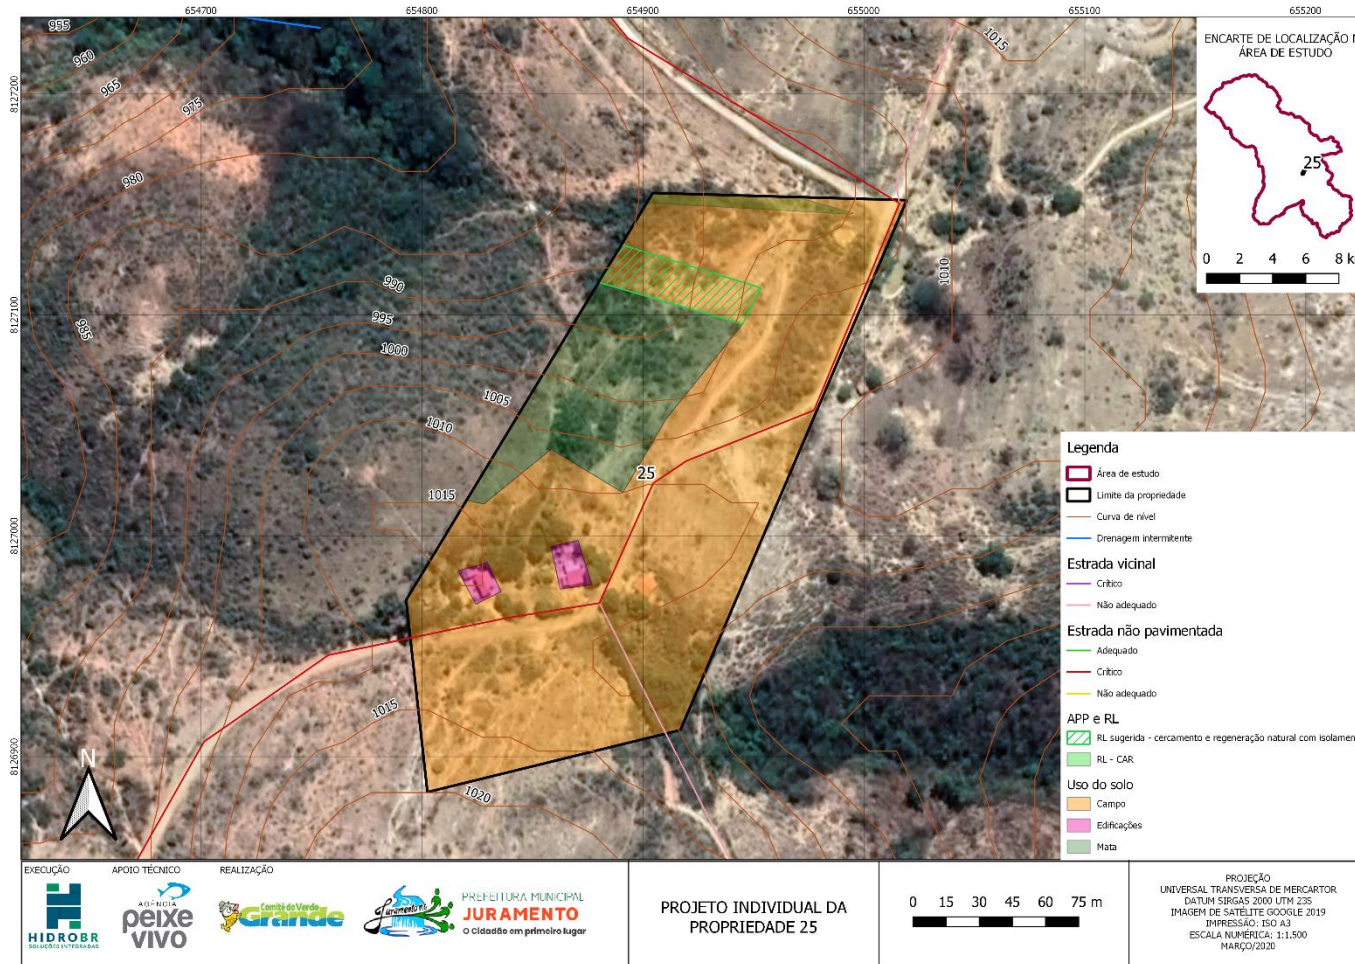 654700
654800
654900
655000
655100
655200
8127200
8127100
8127000
8126900
955
960
965
975
980
985
990
995
1000
1005
1010
1015
1015
1020
1015
1010
25
ENCARTE DE LOCALIZAÇÃO N
ÁREA DE ESTUDO
25
0 2 4 6 8 k
Legenda
Área de estudo
Limite da propriedade
Curva de nível
Drenagem intermitente
Estrada vicinal
Crítico
Não adequado
Estrada não pavimentada
Adequado
Crítico
Não adequado
APP e RL
RL sugerida - cercamento e regeneração natural com isolamen
RL - CAR
Uso do solo
Campo
Edificações
Mata
N
EXECUÇÃO
HIDROBR
SOLUÇÕES INTEGRADAS
APOIO TÉCNICO
AGÊNCIA
peixe
vivo
REALIZAÇÃO
Comitê do Verde
Grande
PREFEITURA MUNICIPAL
JURAMENTO
O Cidadão em primeiro lugar
PROJETO INDIVIDUAL DA
PROPRIEDADE 25
0 15 30 45 60 75 m
PROJEÇÃO
UNIVERSAL TRANSVERSA DE MERCARTOR
DATUM SIRGAS 2000 UTM 23S
IMAGEM DE SATÉLITE GOOGLE 2019
IMPRESSÃO: ISO A3
ESCALA NUMÉRICA: 1:1.500
MARÇO/2020